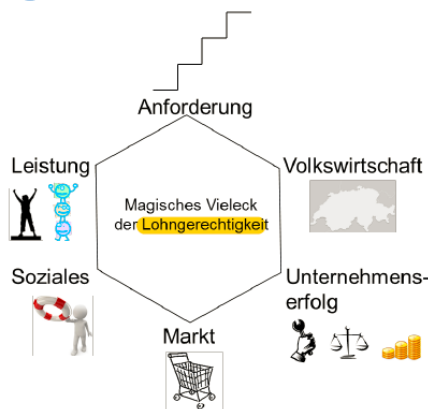 Anforderung
Leistung
Volkswirtschaft
Magisches Vieleck
der Lohngerechtigkeit
Soziales
Unternehmens-
erfolg
Markt